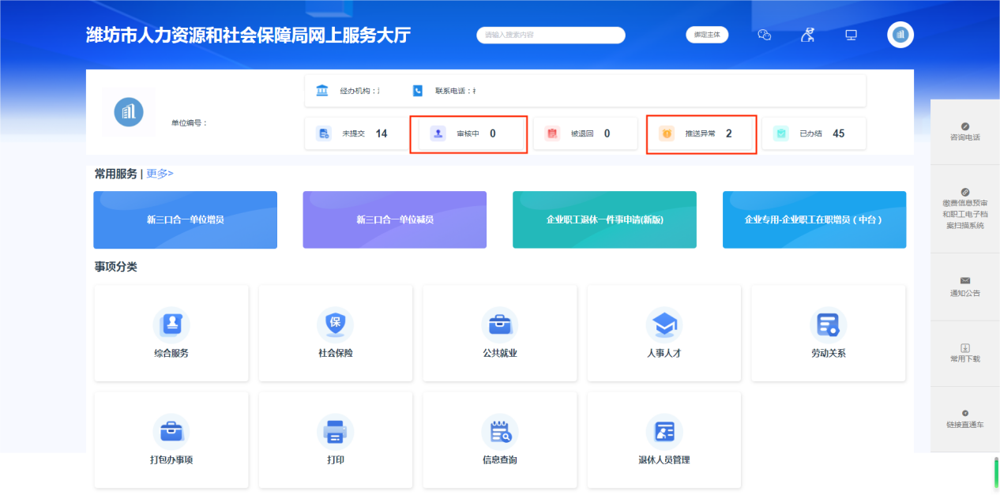 潍坊市人力资源和社会保障局网上服务大厅
请输入搜索内容
绑定主体
经办机构：
联系电话：
单位编号：
未提交 14
审核中 0
被退回 0
推送异常 2
已办结 45
常用服务 | 更多>
新三口合一单位增员
新三口合一单位减员
企业职工退休一件事申请(新版)
企业专用-企业职工在职增员（中台）
事项分类
综合服务
社会保险
公共就业
人事人才
劳动关系
打包办事项
打印
信息查询
退休人员管理
咨询电话
缴费信息预审
和职工电子档
案扫描系统
通知公告
常用下载
链接直通车